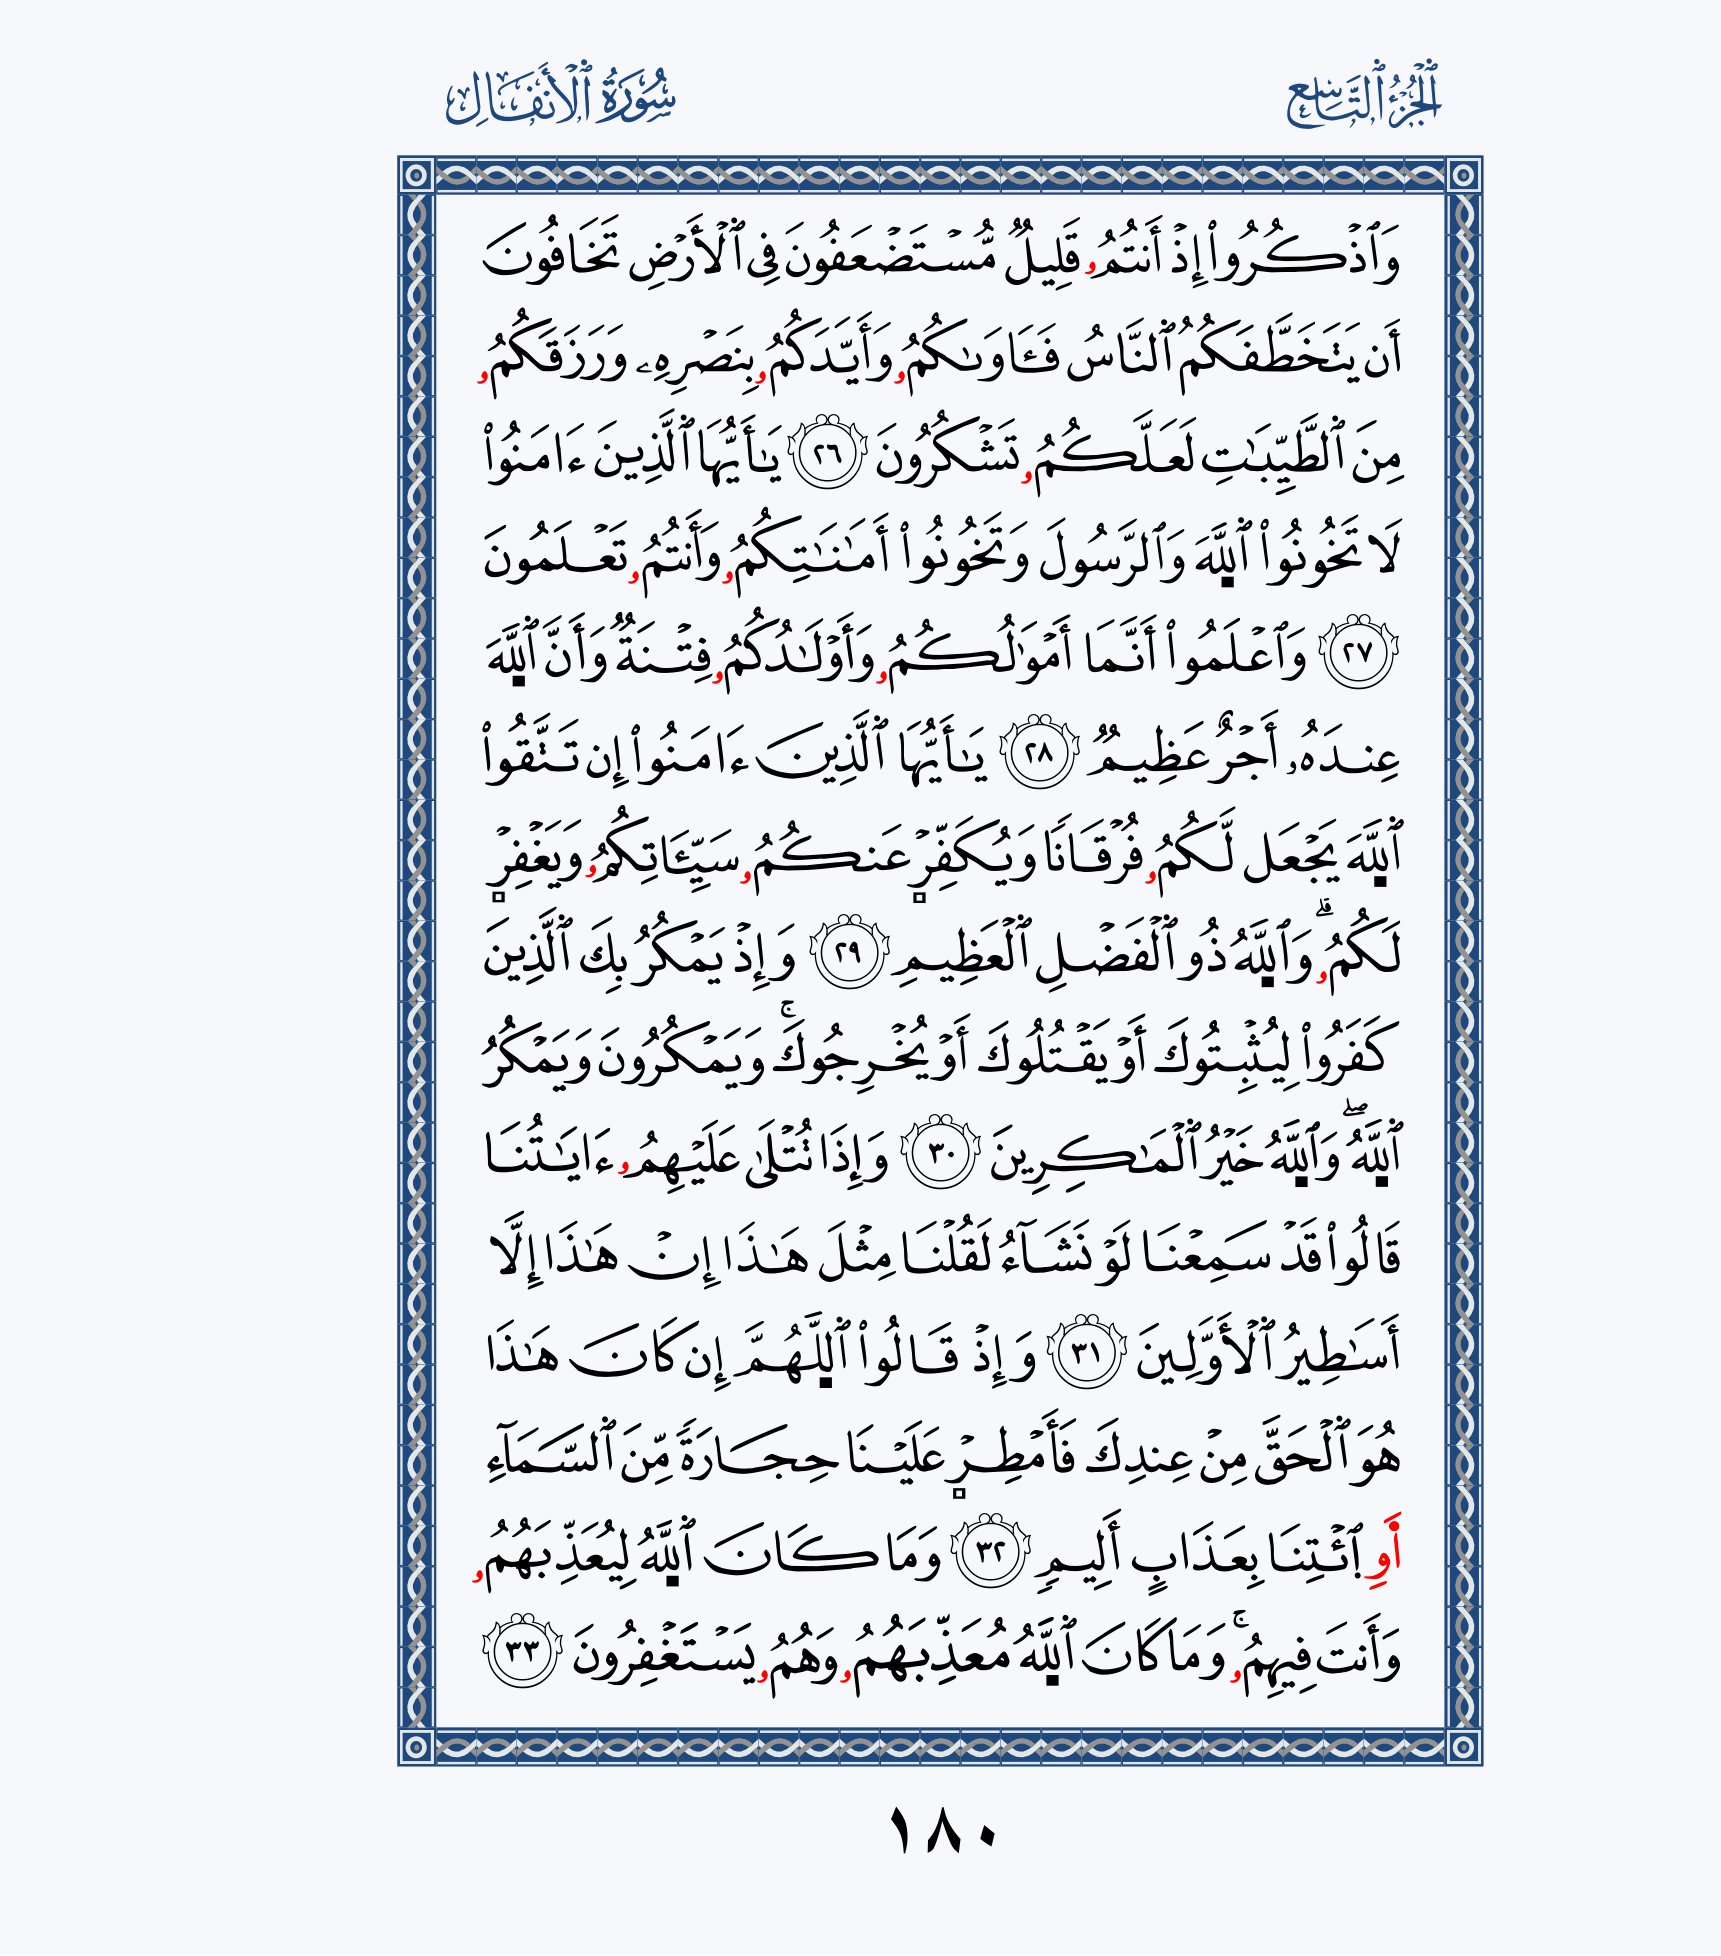 ٱلْجُزْءُ ٱلتَّاسِعُ
سُورَةُ ٱلْأَنفَالِ
وَٱذْكُرُوا۟ إِذْ أَنتُمُۥ قَلِيلٌ مُّسْتَضْعَفُونَ فِى ٱلْأَرْضِ تَخَافُونَ
أَن يَتَخَطَّفَكُمُ ٱلنَّاسُ فَـَٔاوَىٰكُمُۥ وَأَيَّدَكُمُۥ بِنَصْرِهِۦ وَرَزَقَكُمُۥ
مِنَ ٱلطَّيِّبَـٰتِ لَعَلَّكُمُۥ تَشْكُرُونَ ٢٦ يَـٰٓأَيُّهَا ٱلَّذِينَ ءَامَنُوا۟
لَا تَخُونُوا۟ ٱللَّهَ وَٱلرَّسُولَ وَتَخُونُوا۟ أَمَـٰنَـٰتِكُمُۥ وَأَنتُمُۥ تَعْلَمُونَ
٢٧ وَٱعْلَمُوا۟ أَنَّمَا أَمْوَٰلُكُمُۥ وَأَوْلَـٰدُكُمُۥ فِتْنَةٌ وَأَنَّ ٱللَّهَ
عِندَهُۥ أَجْرٌ عَظِيمٌ ٢٨ يَـٰأَيُّهَا ٱلَّذِينَ ءَامَنُوا۟ إِن تَتَّقُوا۟
ٱللَّهَ يَجْعَل لَّكُمُۥ فُرْقَانًا وَيُكَفِّرْ عَنكُمُۥ سَيِّـَٔاتِكُمُۥ وَيَغْفِرْ
لَكُمُۥ ۗ وَٱللَّهُ ذُو ٱلْفَضْلِ ٱلْعَظِيمِ ٢٩ وَإِذْ يَمْكُرُ بِكَ ٱلَّذِينَ
كَفَرُوا۟ لِيُثْبِتُوكَ أَوْ يَقْتُلُوكَ أَوْ يُخْرِجُوكَ ۚ وَيَمْكُرُونَ وَيَمْكُرُ
ٱللَّهُ ۖ وَٱللَّهُ خَيْرُ ٱلْمَـٰكِرِينَ ٣٠ وَإِذَا تُتْلَىٰ عَلَيْهِمُۥ ءَايَـٰتُنَا
قَالُوا۟ قَدْ سَمِعْنَا لَوْ نَشَآءُ لَقُلْنَا مِثْلَ هَـٰذَا إِنْ هَـٰذَا إِلَّا
أَسَـٰطِيرُ ٱلْأَوَّلِينَ ٣١ وَإِذْ قَالُوا۟ ٱللَّهُمَّ إِن كَانَ هَـٰذَا
هُوَ ٱلْحَقَّ مِنْ عِندِكَ فَأَمْطِرْ عَلَيْنَا حِجَارَةً مِّنَ ٱلسَّمَآءِ
أَوِ ٱئْتِنَا بِعَذَابٍ أَلِيمٍ ٣٢ وَمَا كَانَ ٱللَّهُ لِيُعَذِّبَهُمُۥ
وَأَنتَ فِيهِمُۥ ۚ وَمَا كَانَ ٱللَّهُ مُعَذِّبَهُمُۥ وَهُمُۥ يَسْتَغْفِرُونَ ٣٣
١٨٠